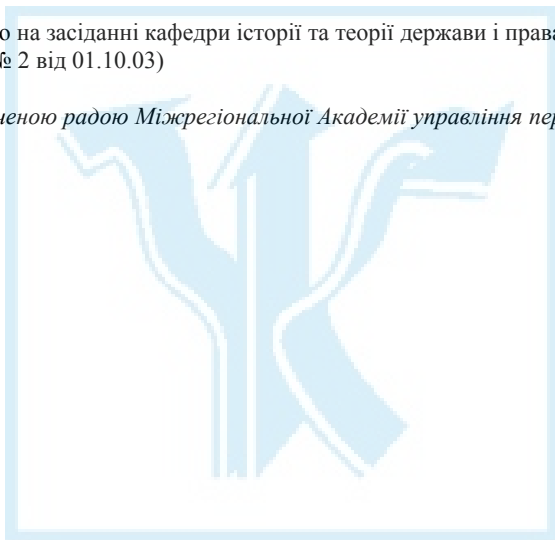 о на засіданні кафедри історії та теорії держави і права
№ 2 від 01.10.03)
ченою радою Міжрегіональної Академії управління пер